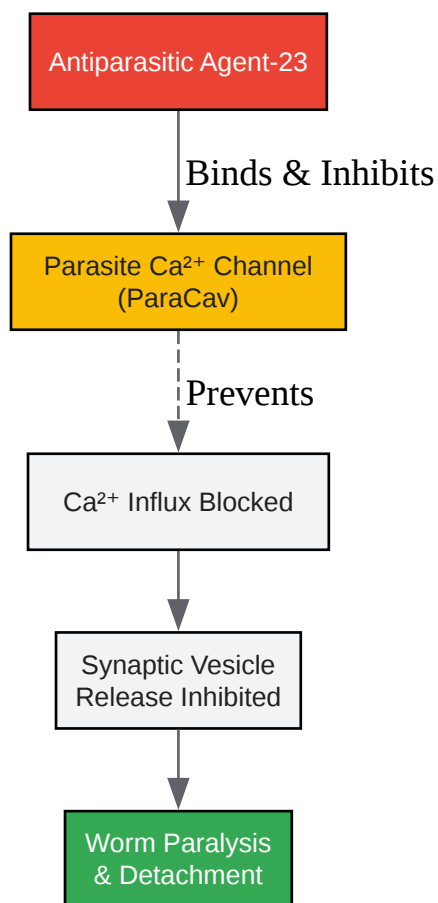 Antiparasitic Agent-23
Binds & Inhibits
Parasite Ca²⁺ Channel
(ParaCav)
Prevents
Ca²⁺ Influx Blocked
Synaptic Vesicle
Release Inhibited
Worm Paralysis
& Detachment